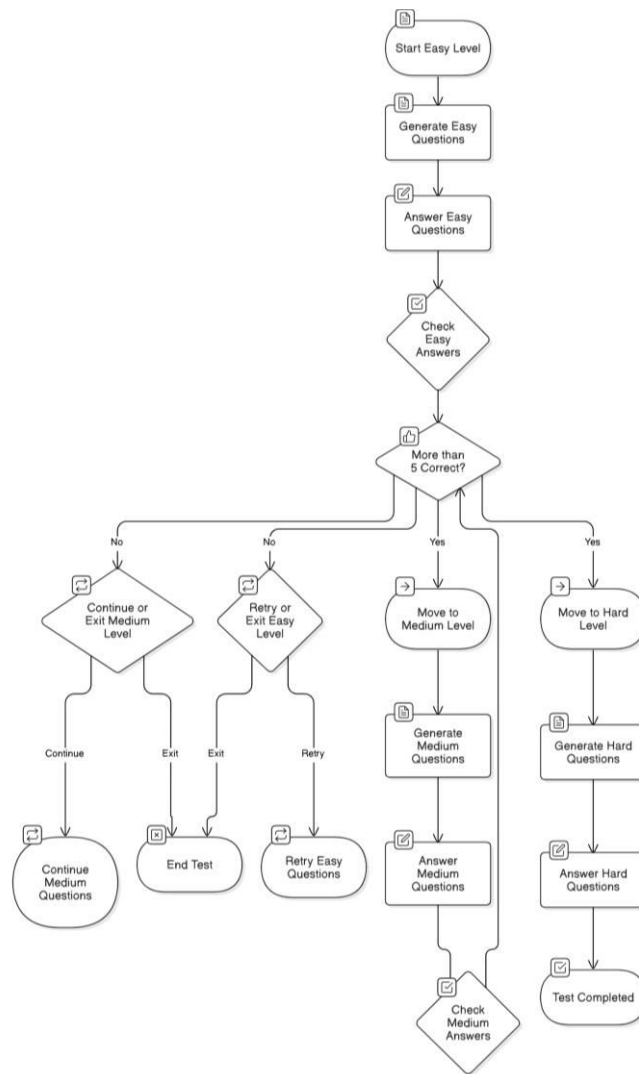 Start Easy Level
Generate Easy
Questions
Answer Easy
Questions
Check
Easy
Answers
More than
5 Correct?
No
No
Yes
Yes
Continue or
Exit Medium
Level
Retry or
Exit Easy
Level
Move to
Medium Level
Move to Hard
Level
Generate
Medium
Questions
Generate Hard
Questions
Continue
Exit
Exit
Retry
Continue
Medium
Questions
End Test
Retry Easy
Questions
Answer
Medium
Questions
Answer Hard
Questions
Check
Medium
Answers
Test Completed